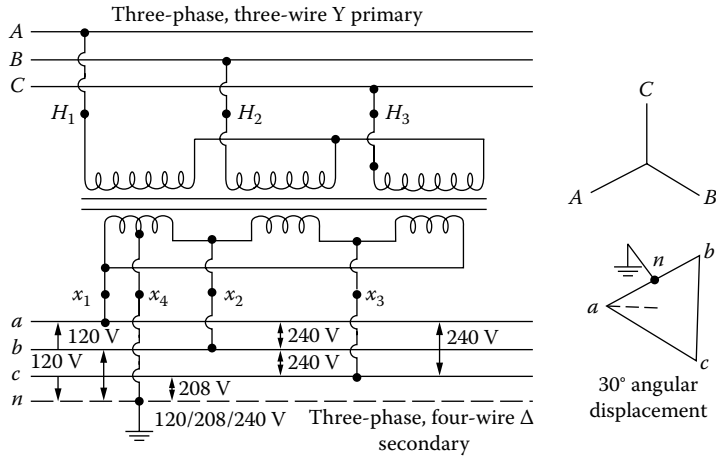 Three-phase, three-wire Y primary
A
B
C
H1 H2 H3
C
A B
x1 x4 x2 x3
a
b
c
n
120 V 240 V 240 V
120 V 240 V
208 V
120/208/240 V
Three-phase, four-wire Δ
secondary
n b
a
c
30° angular
displacement